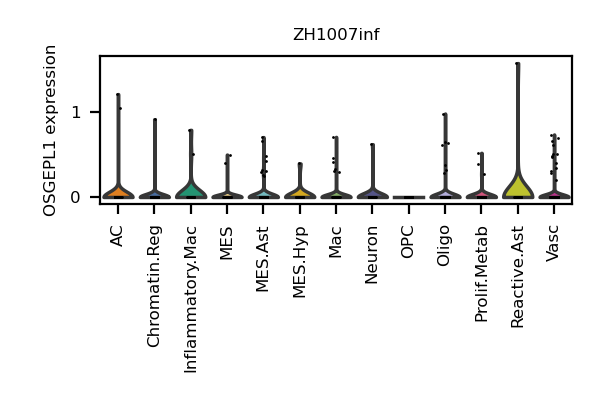 ZH1007inf
OSGEPL1 expression
1
0
AC
Chromatin.Reg
Inflammatory.Mac
MES
MES.Ast
MES.Hyp
Mac
Neuron
OPC
Oligo
Prolif.Metab
Reactive.Ast
Vasc